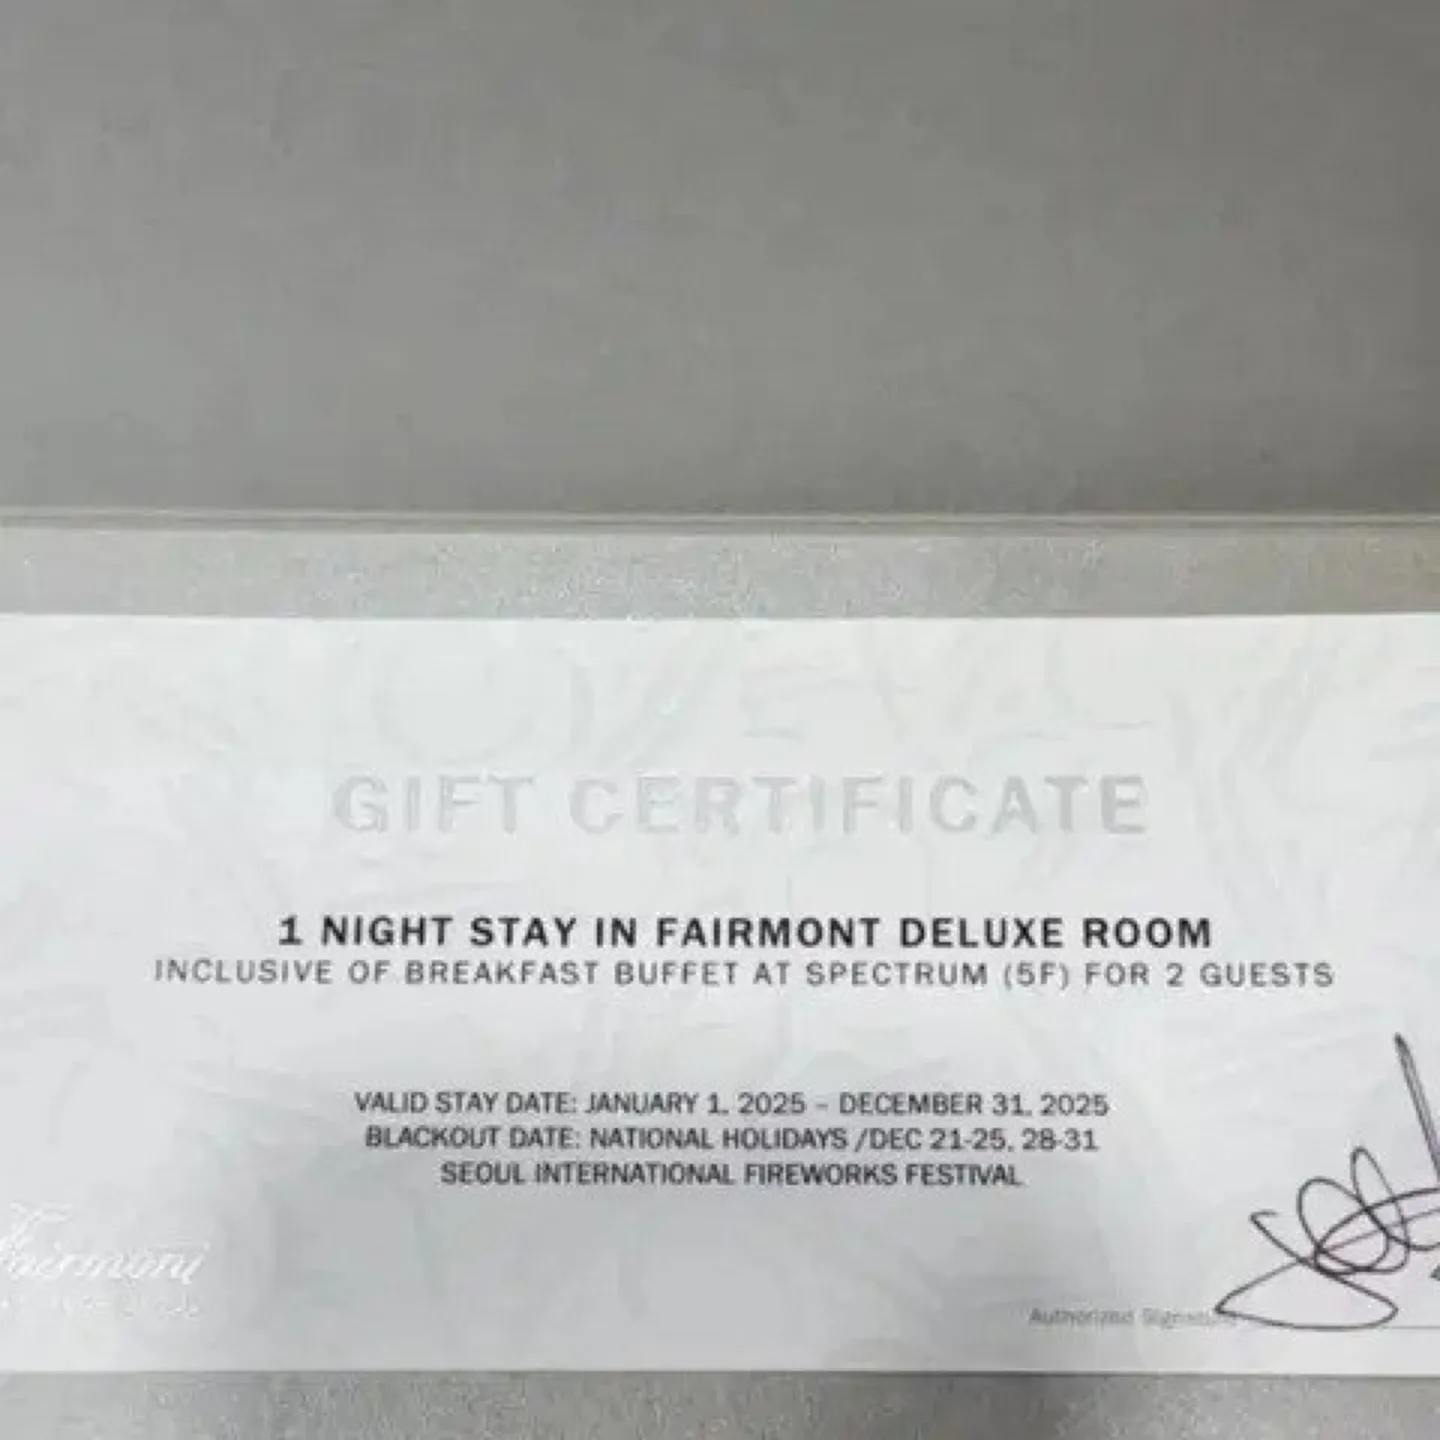 GIFT CERTIFICATE
1 NIGHT STAY IN FAIRMONT DELUXE ROOM
INCLUSIVE OF BREAKFAST BUFFET AT SPECTRUM (5F) FOR 2 GUESTS
VALID STAY DATE: JANUARY 1, 2025 – DECEMBER 31, 2025
BLACKOUT DATE: NATIONAL HOLIDAYS /DEC 21-25, 28-31
SEOUL INTERNATIONAL FIREWORKS FESTIVAL
Fairmont
Authorized Signature